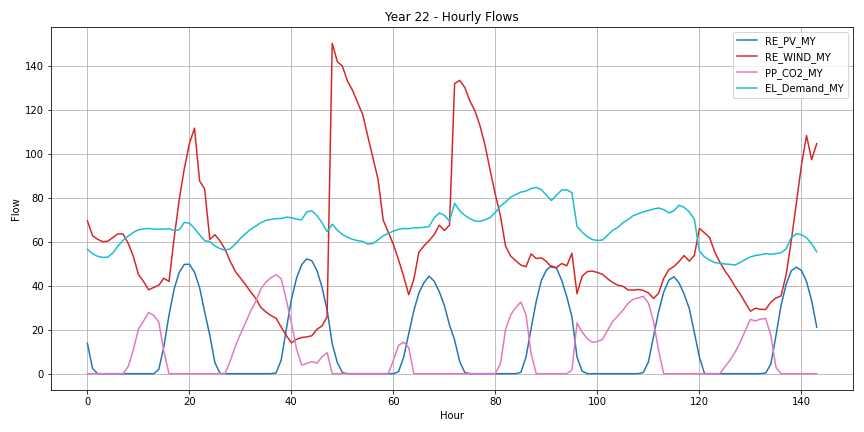 Year 22 - Hourly Flows
RE_PV_MY
RE_WIND_MY
PP_CO2_MY
EL_Demand_MY
140
120
100
80
60
40
20
0
Flow
0 20 40 60 80 100 120 140
Hour